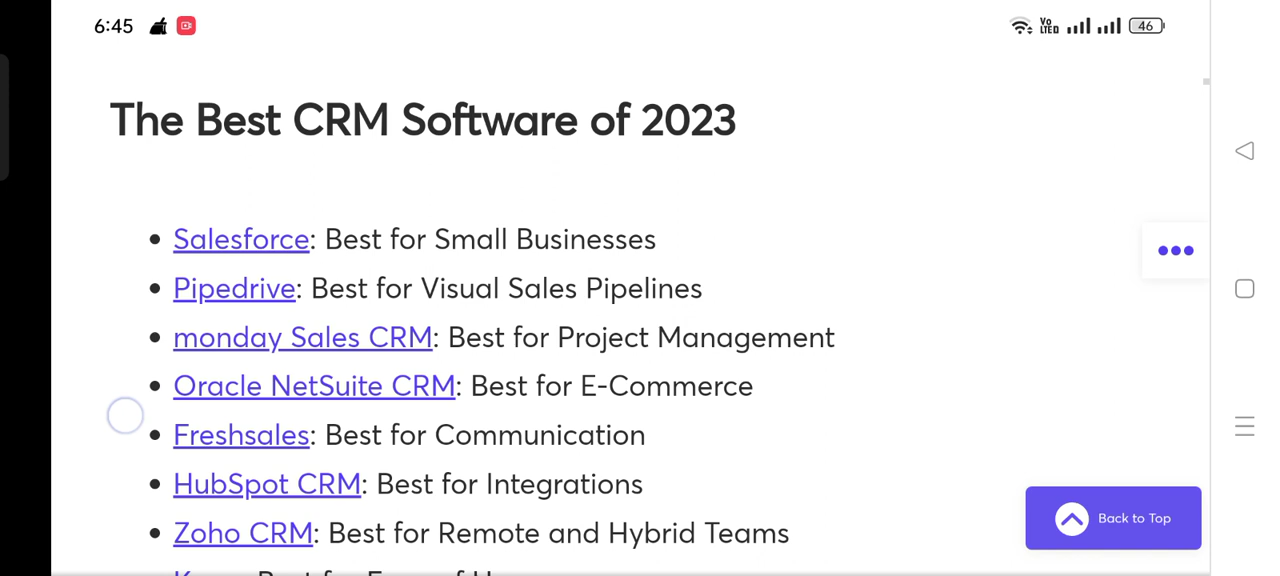 6:45
Vo LTED
46
The Best CRM Software of 2023
Salesforce: Best for Small Businesses
Pipedrive: Best for Visual Sales Pipelines
monday Sales CRM: Best for Project Management
Oracle NetSuite CRM: Best for E-Commerce
Freshsales: Best for Communication
HubSpot CRM: Best for Integrations
Zoho CRM: Best for Remote and Hybrid Teams
Back to Top